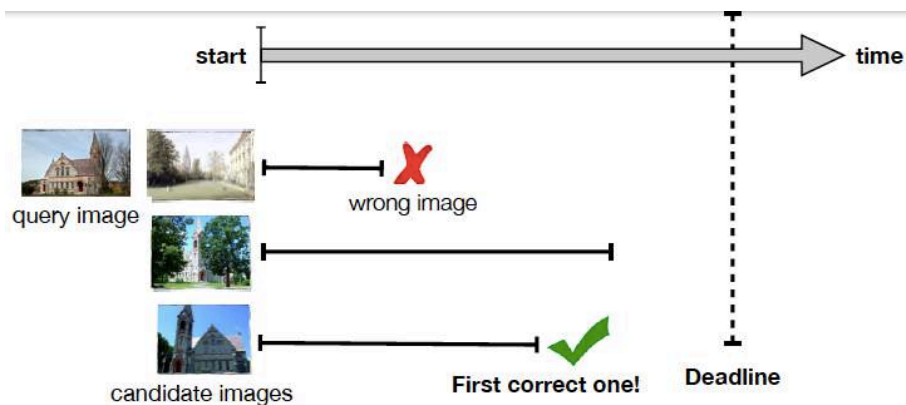 start
time
query image
wrong image
candidate images
First correct one!
Deadline